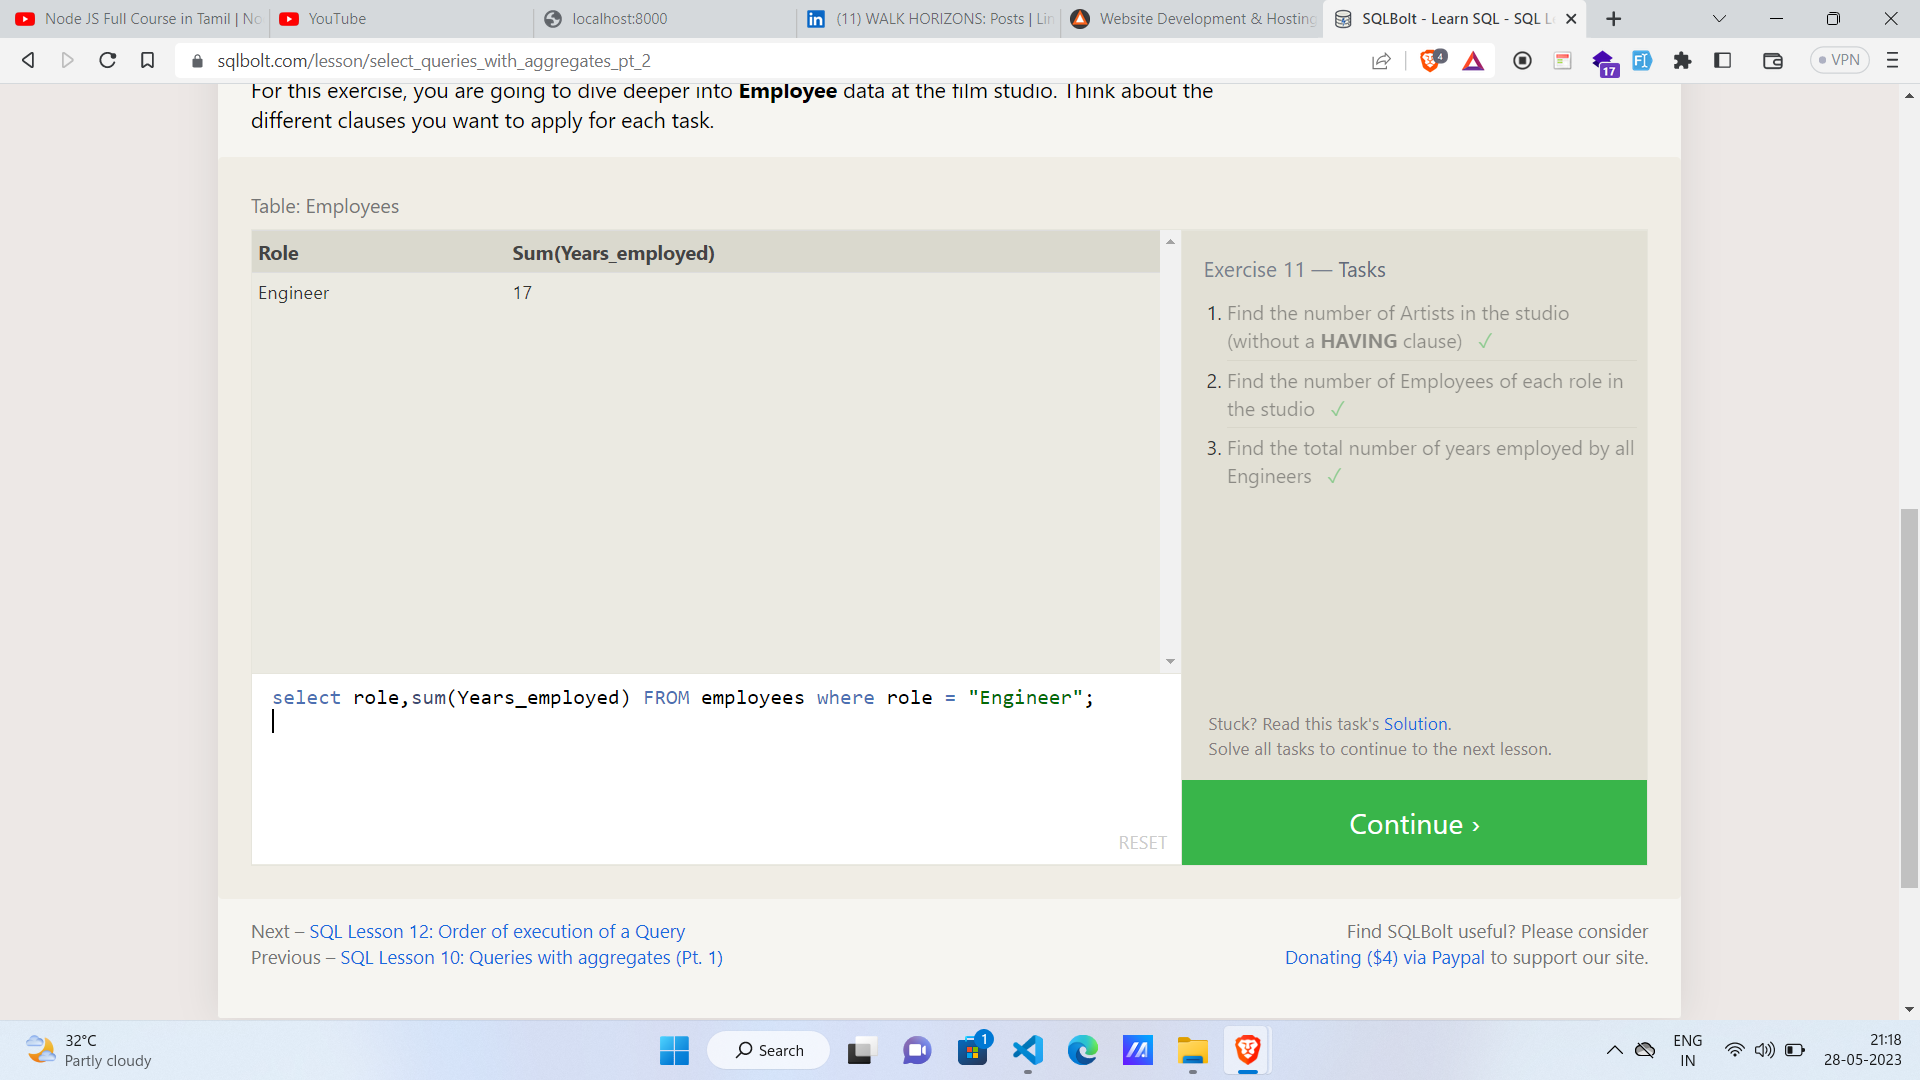 Node JS Full Course in Tamil | No
YouTube
localhost:8000
(11) WALK HORIZONS: Posts | Lin
Website Development & Hosting
SQLBolt - Learn SQL - SQL Le
sqlbolt.com/lesson/select_queries_with_aggregates_pt_2
4
17
VPN
For this exercise, you are going to dive deeper into Employee data at the film studio. Think about the
different clauses you want to apply for each task.
Table: Employees
Role Sum(Years_employed)
Engineer 17
Exercise 11 — Tasks
1. Find the number of Artists in the studio
(without a HAVING clause) ✓
2. Find the number of Employees of each role in
the studio ✓
3. Find the total number of years employed by all
Engineers ✓
select role,sum(Years_employed) FROM employees where role = "Engineer";
RESET
Stuck? Read this task's Solution.
Solve all tasks to continue to the next lesson.
Continue ›
Next – SQL Lesson 12: Order of execution of a Query
Previous – SQL Lesson 10: Queries with aggregates (Pt. 1)
Find SQLBolt useful? Please consider
Donating ($4) via Paypal to support our site.
32°C
Partly cloudy
Search
1
ENG
IN
21:18
28-05-2023